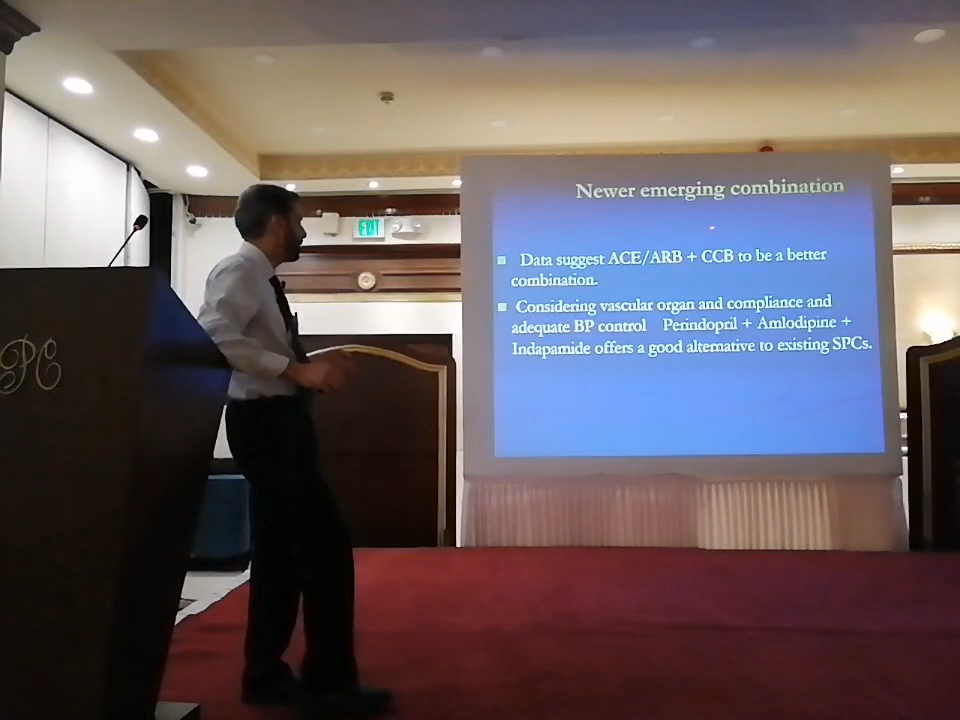 EXIT
Newer emerging combination
Data suggest ACE/ARB + CCB to be a better
combination.
Considering vascular organ and compliance and
adequate BP control Perindopril + Amlodipine +
Indapamide offers a good alternative to existing SPCs.
PC